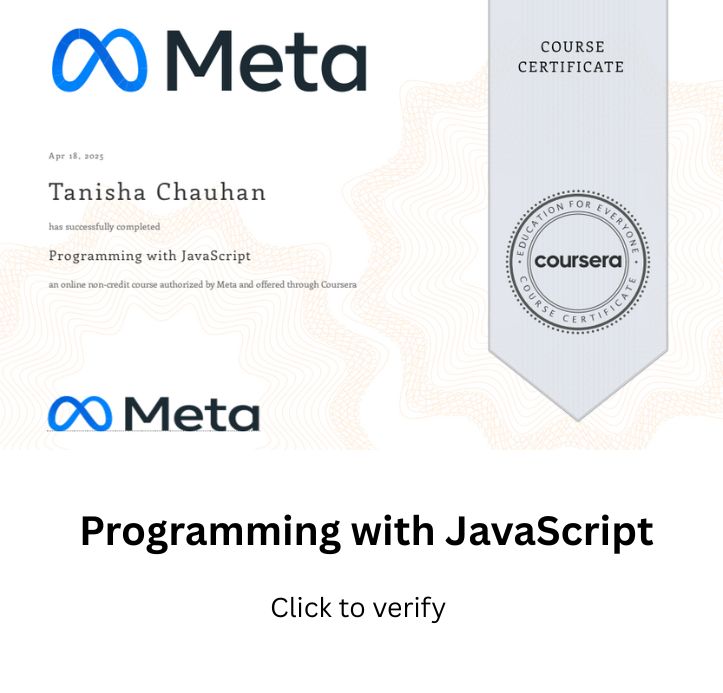 Meta
COURSE
CERTIFICATE
Apr 18, 2025
Tanisha Chauhan
has successfully completed
Programming with JavaScript
an online non-credit course authorized by Meta and offered through Coursera
EDUCATION FOR EVERYONE
coursera
COURSE CERTIFICATE
Meta
Programming with JavaScript
Click to verify